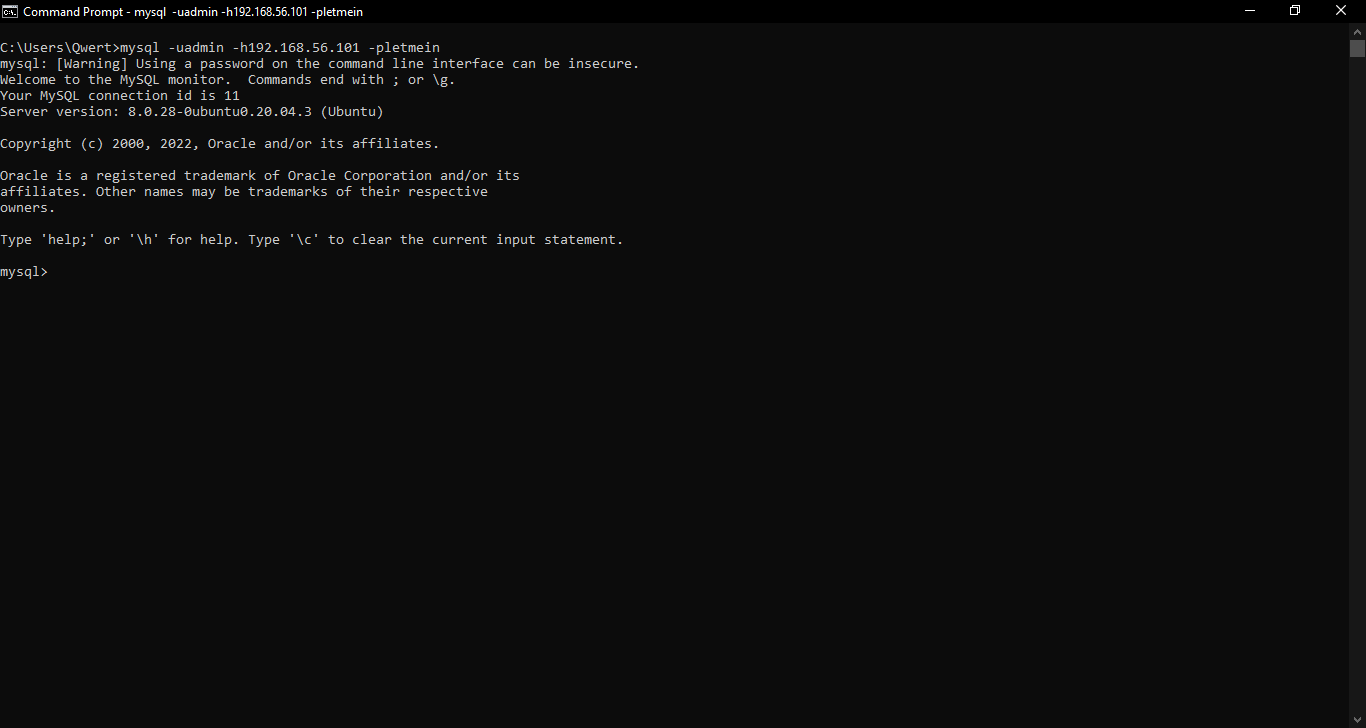 Command Prompt - mysql -uadmin -h192.168.56.101 -pletmein
C:\Users\Qwert>mysql -uadmin -h192.168.56.101 -pletmein
mysql: [Warning] Using a password on the command line interface can be insecure.
Welcome to the MySQL monitor.  Commands end with ; or \g.
Your MySQL connection id is 11
Server version: 8.0.28-0ubuntu0.20.04.3 (Ubuntu)
Copyright (c) 2000, 2022, Oracle and/or its affiliates.
Oracle is a registered trademark of Oracle Corporation and/or its
affiliates. Other names may be trademarks of their respective
owners.
Type 'help;' or '\h' for help. Type '\c' to clear the current input statement.
mysql>